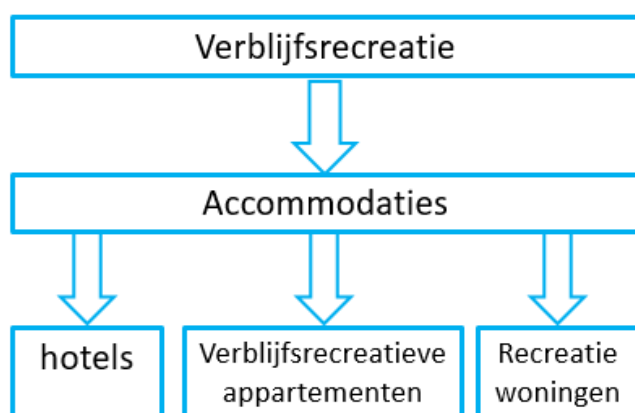 Verblijfsrecreatie
Accommodaties
hotels
Verblijfsrecreatieve
appartementen
Recreatie
woningen